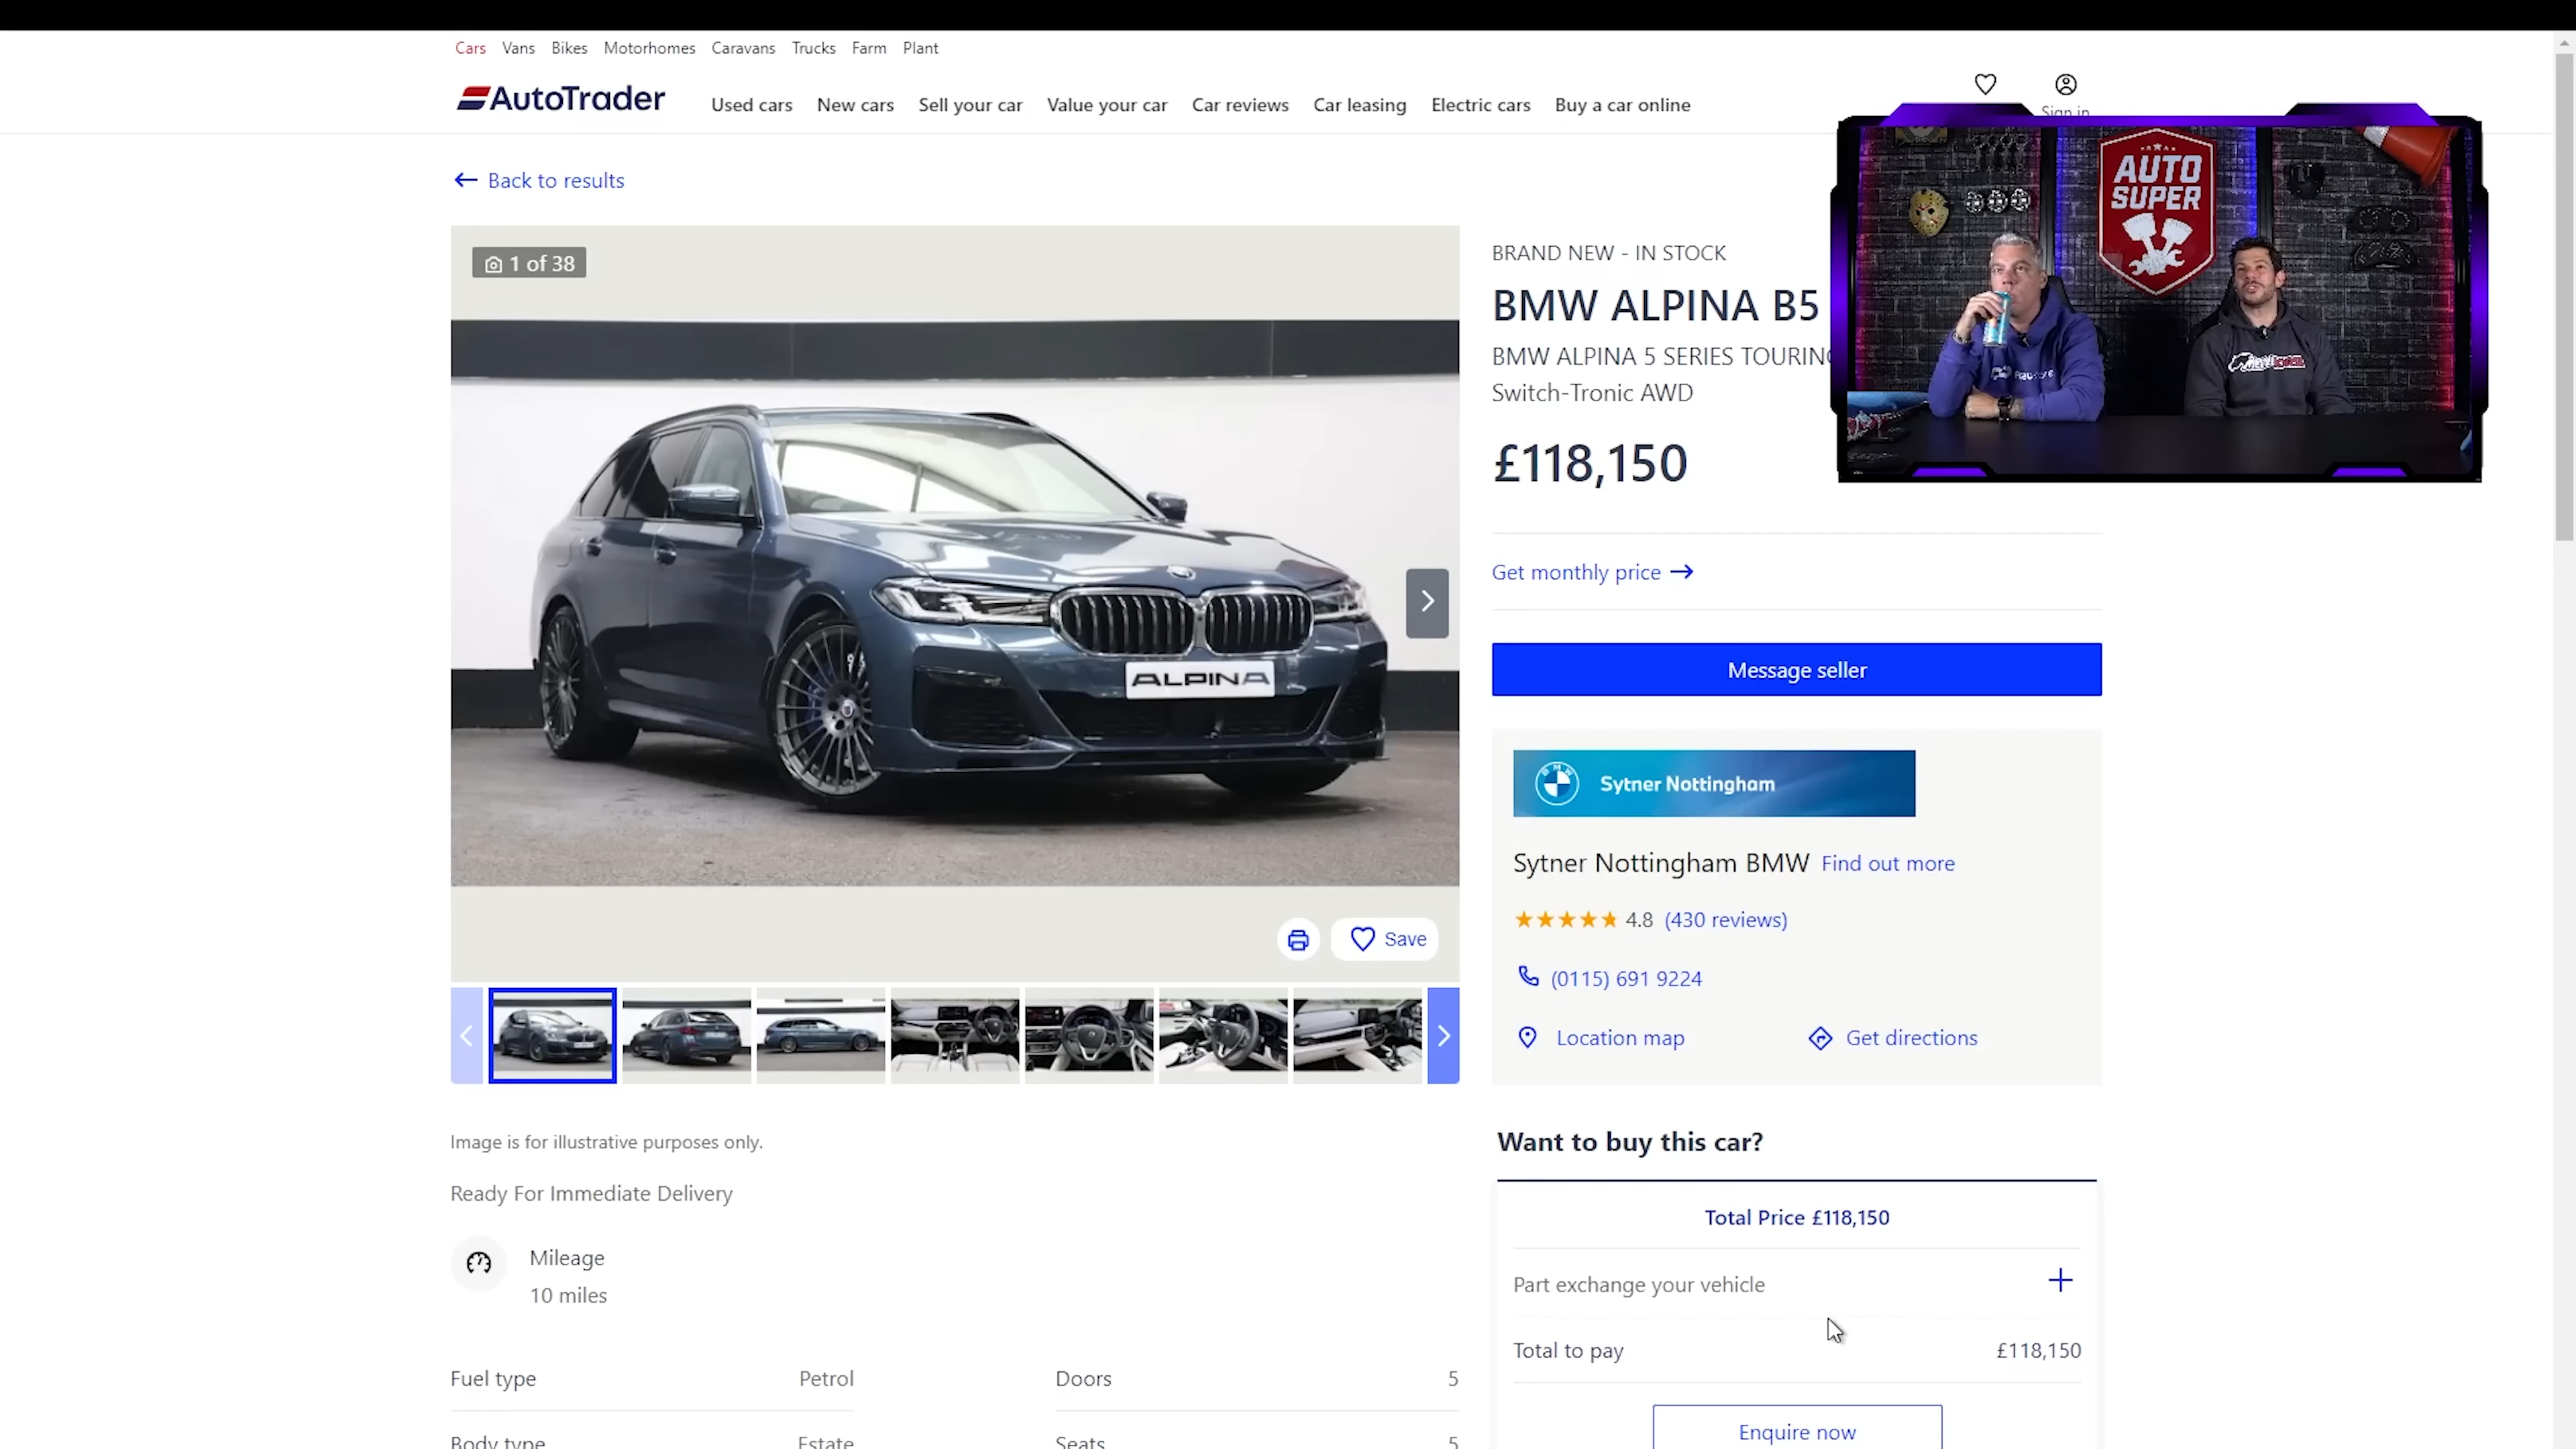 Cars Vans Bikes Motorhomes Caravans Trucks Farm Plant
AutoTrader Used cars New cars Sell your car Value your car Car reviews Car leasing Electric cars Buy a car online
Sign in
Back to results
1 of 38
BRAND NEW - IN STOCK
BMW ALPINA B5
BMW ALPINA 5 SERIES TOURING
Switch-Tronic AWD
£118,150
AUTO
SUPER
ALPINA
Get monthly price
Message seller
BMW
Sytner Nottingham
Sytner Nottingham BMW Find out more
4.8 (430 reviews)
(0115) 691 9224
Location map Get directions
Save
Image is for illustrative purposes only.
Ready For Immediate Delivery
Mileage
10 miles
Fuel type Petrol
Doors 5
Body type Estate
Seats 5
Want to buy this car?
Total Price £118,150
Part exchange your vehicle
Total to pay £118,150
Enquire now